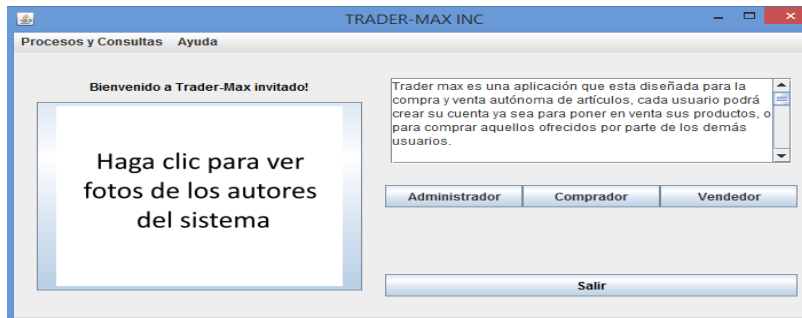 TRADER-MAX INC
Procesos y Consultas Ayuda
Bienvenido a Trader-Max invitado!
Haga clic para ver
fotos de los autores
del sistema
Trader max es una aplicación que esta diseñada para la
compra y venta autónoma de artículos, cada usuario podrá
crear su cuenta ya sea para poner en venta sus productos, o
para comprar aquellos ofrecidos por parte de los demás
usuarios.
Administrador Comprador Vendedor
Salir